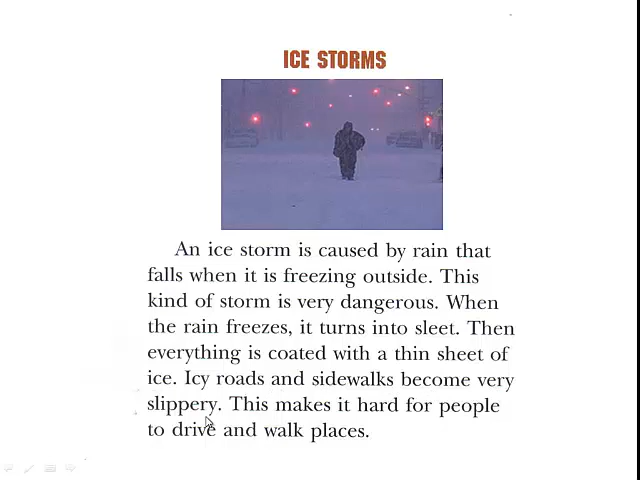 ICE STORMS
An ice storm is caused by rain that
falls when it is freezing outside. This
kind of storm is very dangerous. When
the rain freezes, it turns into sleet. Then
everything is coated with a thin sheet of
ice. Icy roads and sidewalks become very
slippery. This makes it hard for people
to drive and walk places.